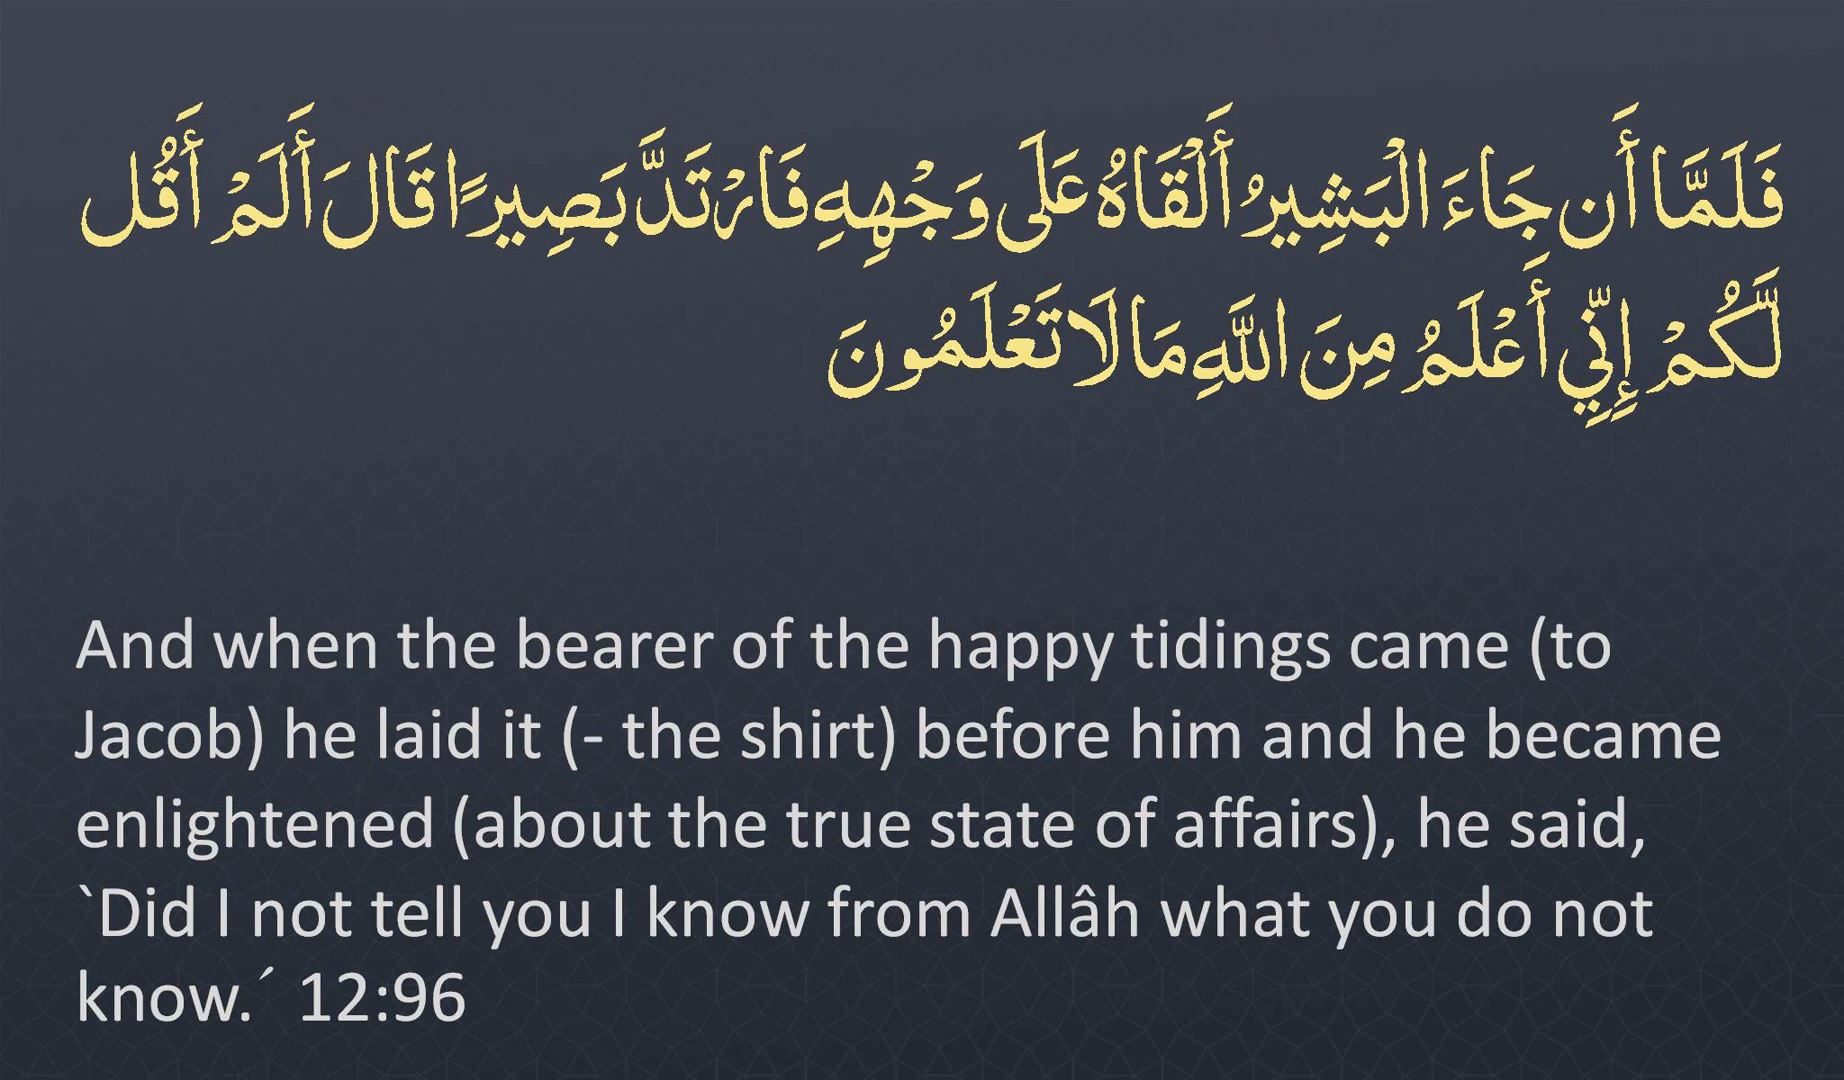 فَلَمَّا أَن جَاءَ الْبَشِيرُ أَلْقَاهُ عَلَى وَجْهِهِ فَارْتَدَّ بَصِيرًا قَالَ أَلَمْ أَقُل
لَّكُمْ إِنِّي أَعْلَمُ مِنَ اللَّهِ مَا لَا تَعْلَمُونَ
And when the bearer of the happy tidings came (to
Jacob) he laid it (- the shirt) before him and he became
enlightened (about the true state of affairs), he said,
`Did I not tell you I know from Allâh what you do not
know.´ 12:96